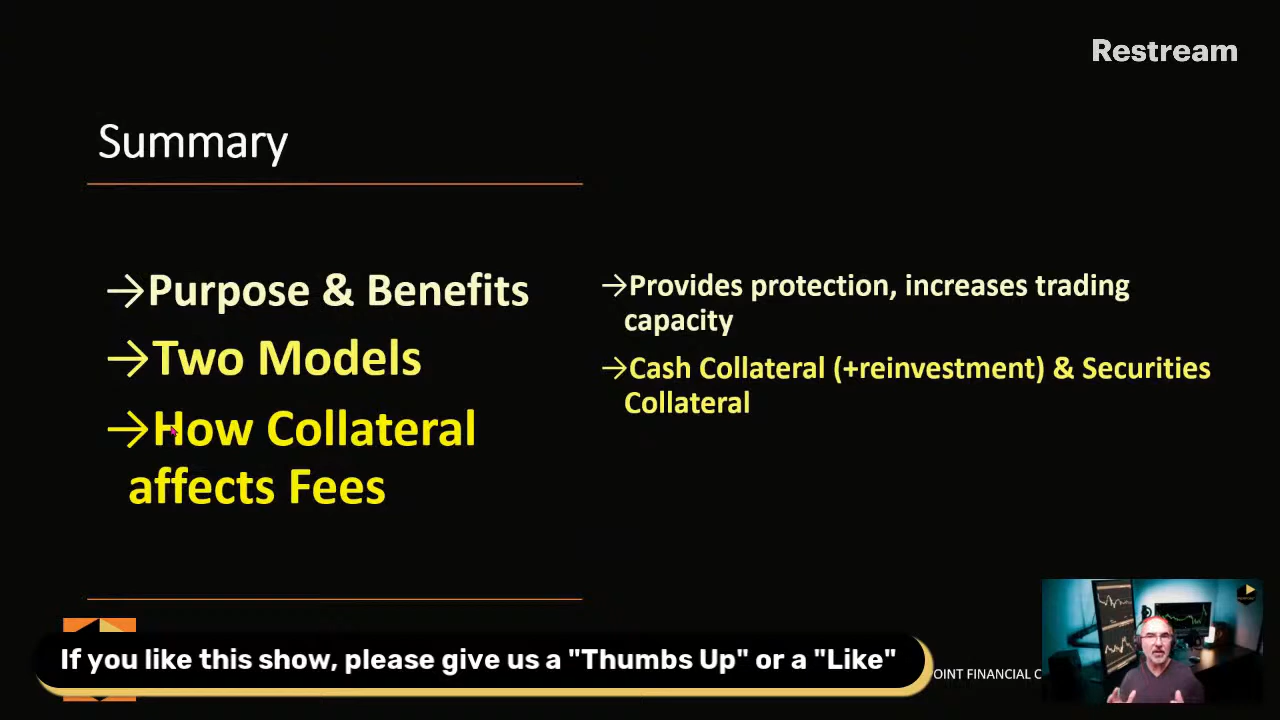 Restream
Summary
→Purpose & Benefits
→Two Models
→How Collateral
affects Fees
→Provides protection, increases trading
capacity
→Cash Collateral (+reinvestment) & Securities
Collateral
If you like this show, please give us a "Thumbs Up" or a "Like"
OINT FINANCIAL C